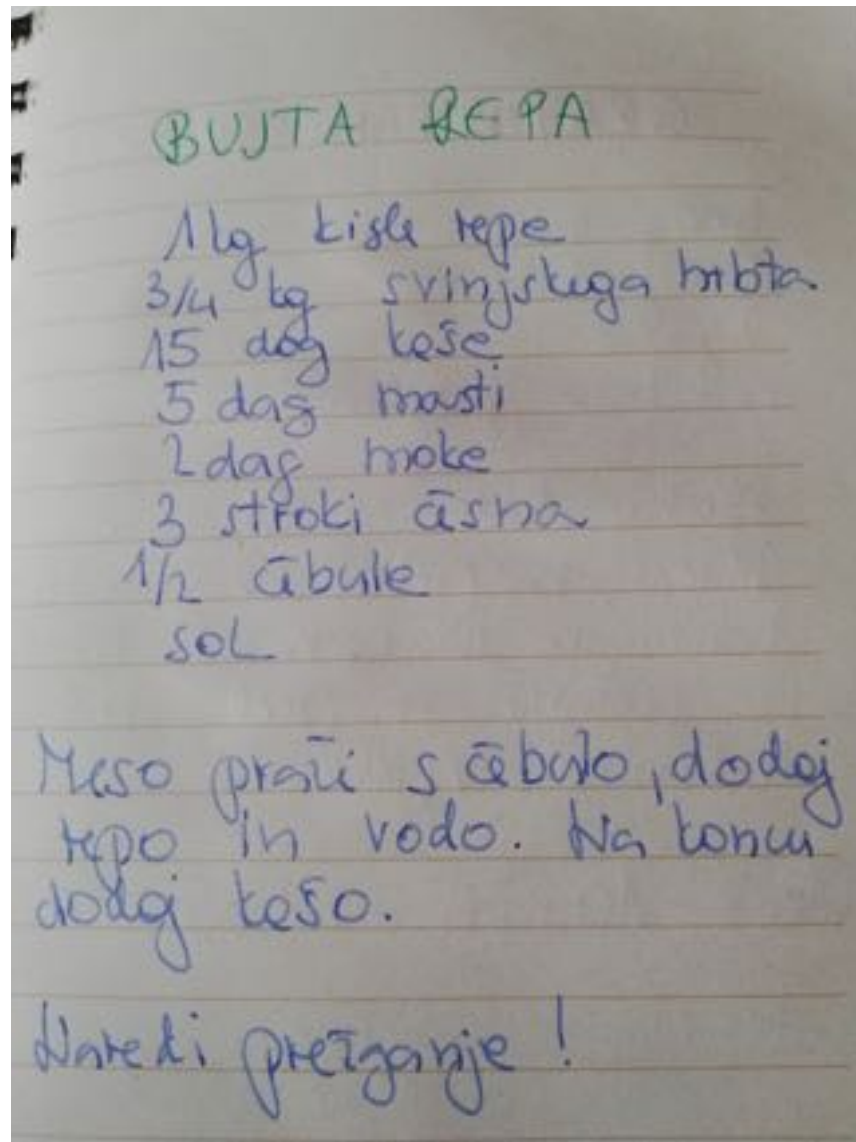 BUJTA REPA
1 kg kisle repe
3/4 kg svinjskega hrbta
15 dag kaše
5 dag masti
2 dag moke
3 stroki česna
1/2 čebule
SOL
Meso praži s čebulo, dodaj
repo in vodo. Na koncu
dodaj kašo.
Naredi prežganje!